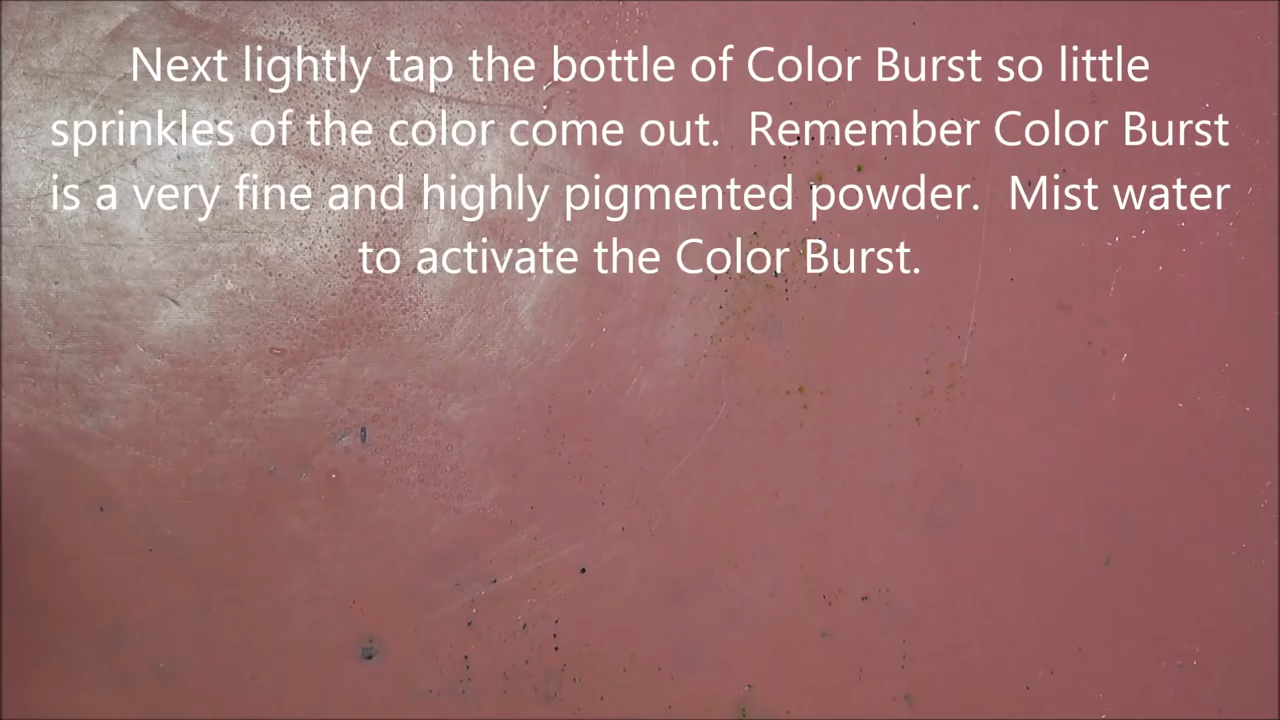 Next lightly tap the bottle of Color Burst so little
sprinkles of the color come out.  Remember Color Burst
is a very fine and highly pigmented powder.  Mist water
to activate the Color Burst.